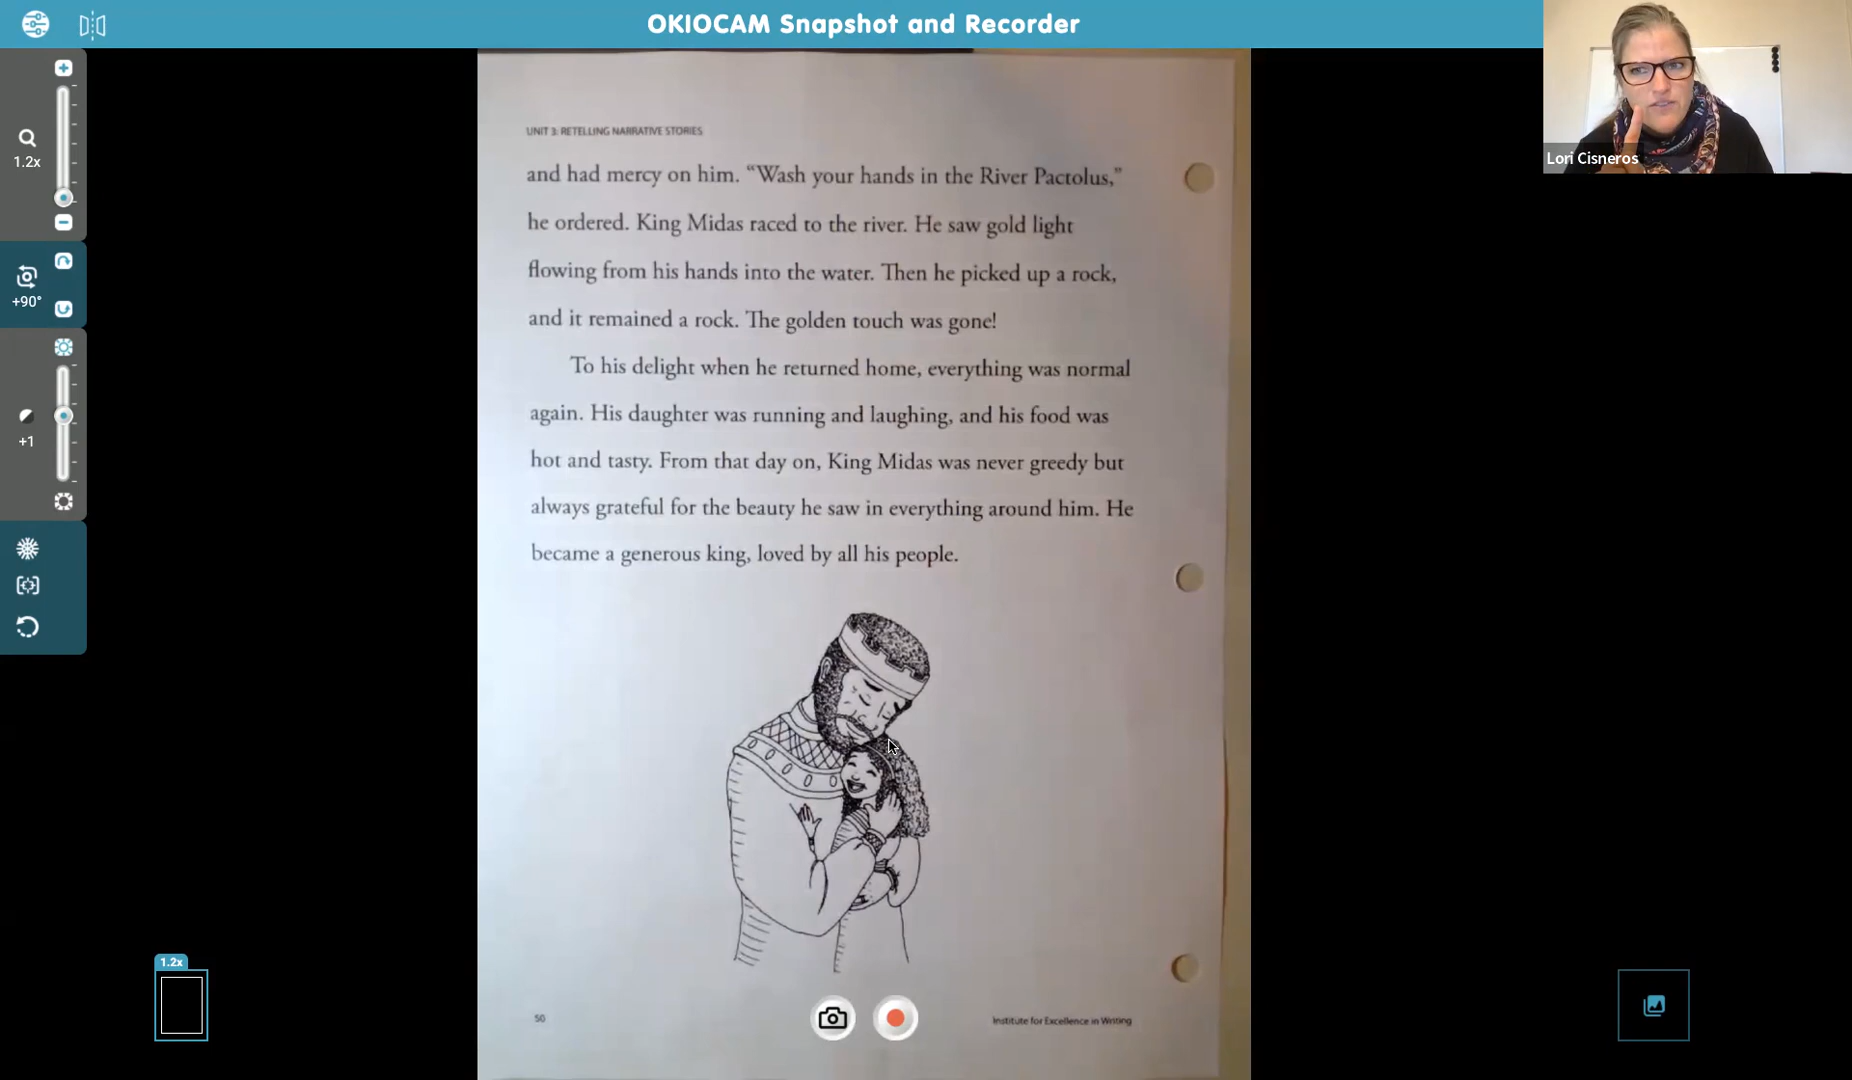 OKIOCAM Snapshot and Recorder
Lori Cisneros
1.2x
+90°
+1
UNIT 3: RETELLING NARRATIVE STORIES
and had mercy on him. “Wash your hands in the River Pactolus,”
he ordered. King Midas raced to the river. He saw gold light
flowing from his hands into the water. Then he picked up a rock,
and it remained a rock. The golden touch was gone!
To his delight when he returned home, everything was normal
again. His daughter was running and laughing, and his food was
hot and tasty. From that day on, King Midas was never greedy but
always grateful for the beauty he saw in everything around him. He
became a generous king, loved by all his people.
1.2x
50
Institute for Excellence in Writing